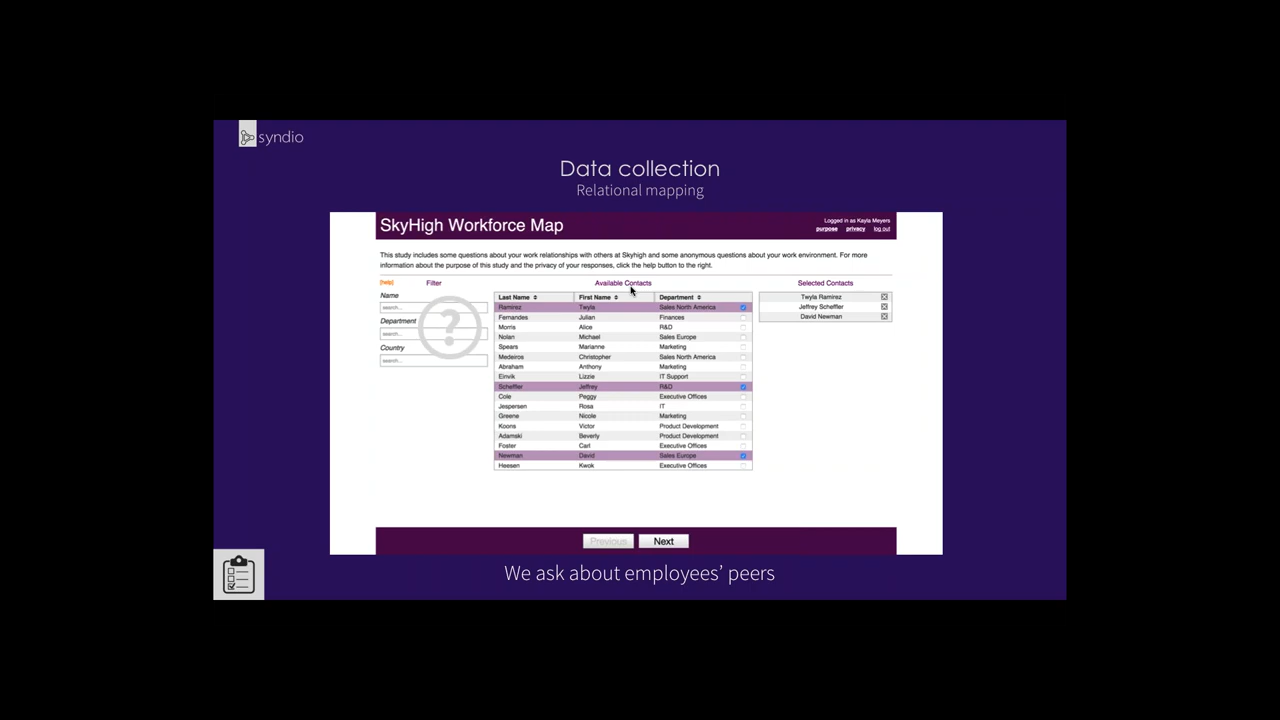 syndio
Data collection
Relational mapping
SkyHigh Workforce Map
Logged in as Kayla Meyers
purpose privacy log out
This study includes some questions about your work relationships with others at Skyhigh and some anonymous questions about your work environment. For more
information about the purpose of this study and the privacy of your responses, click the help button to the right.
[help] Filter Available Contacts Selected Contacts
Name
search...
Department
search...
Country
search...
?
Last Name First Name Department
Ramirez Twyla Sales North America
Fernandes Julian Finances
Morris Alice R&D
Nolan Michael Sales Europe
Spears Marianne Marketing
Medeiros Christopher Sales North America
Abraham Anthony Marketing
Einvik Lizzie IT Support
Scheffler Jeffrey R&D
Cole Peggy Executive Offices
Jespersen Rosa IT
Greene Nicole Marketing
Koons Victor Product Development
Adamski Beverly Product Development
Foster Carl Executive Offices
Newman David Sales Europe
Heesen Kwok Executive Offices
Twyla Ramirez
Jeffrey Scheffler
David Newman
Previous Next
We ask about employees’ peers